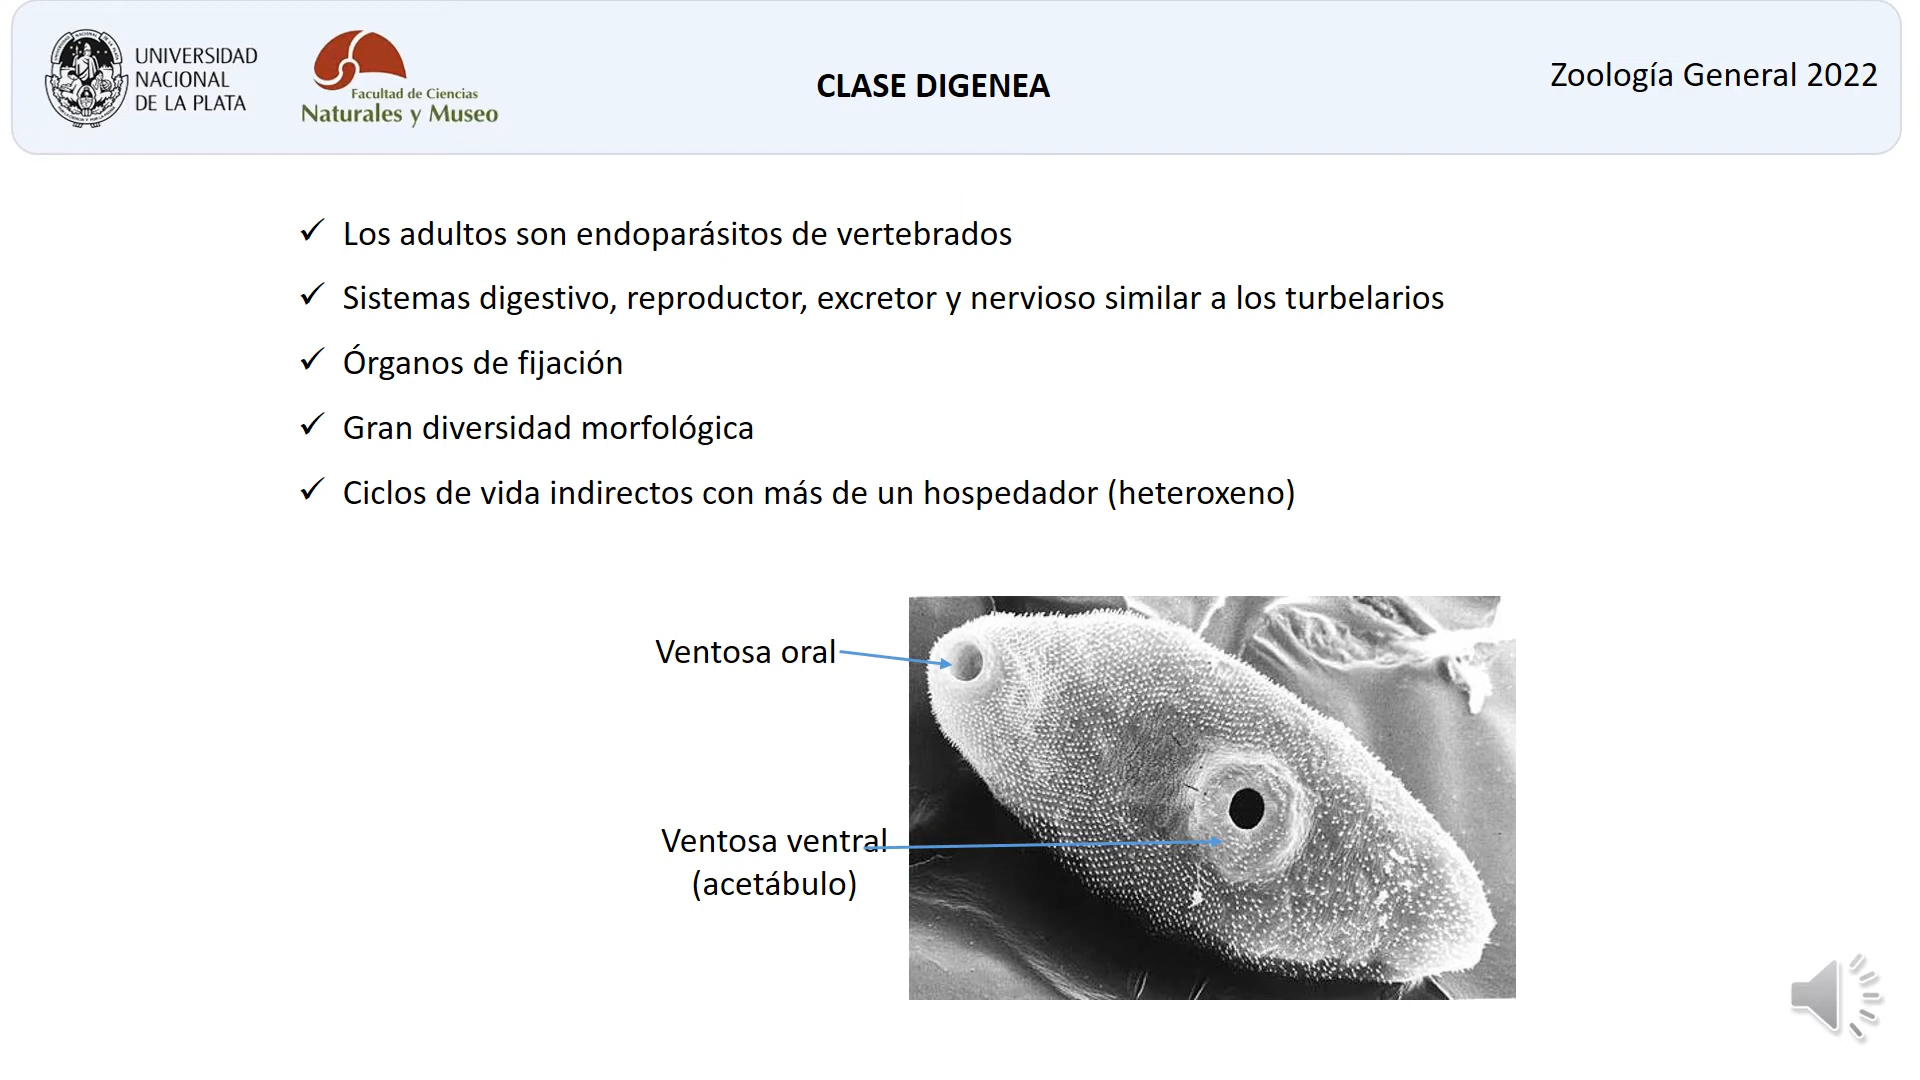 UNIVERSIDAD
NACIONAL
DE LA PLATA
Facultad de Ciencias
Naturales y Museo
CLASE DIGENEA
Zoología General 2022
✓ Los adultos son endoparásitos de vertebrados
✓ Sistemas digestivo, reproductor, excretor y nervioso similar a los turbelarios
✓ Órganos de fijación
✓ Gran diversidad morfológica
✓ Ciclos de vida indirectos con más de un hospedador (heteroxeno)
Ventosa oral
Ventosa ventral
(acetábulo)